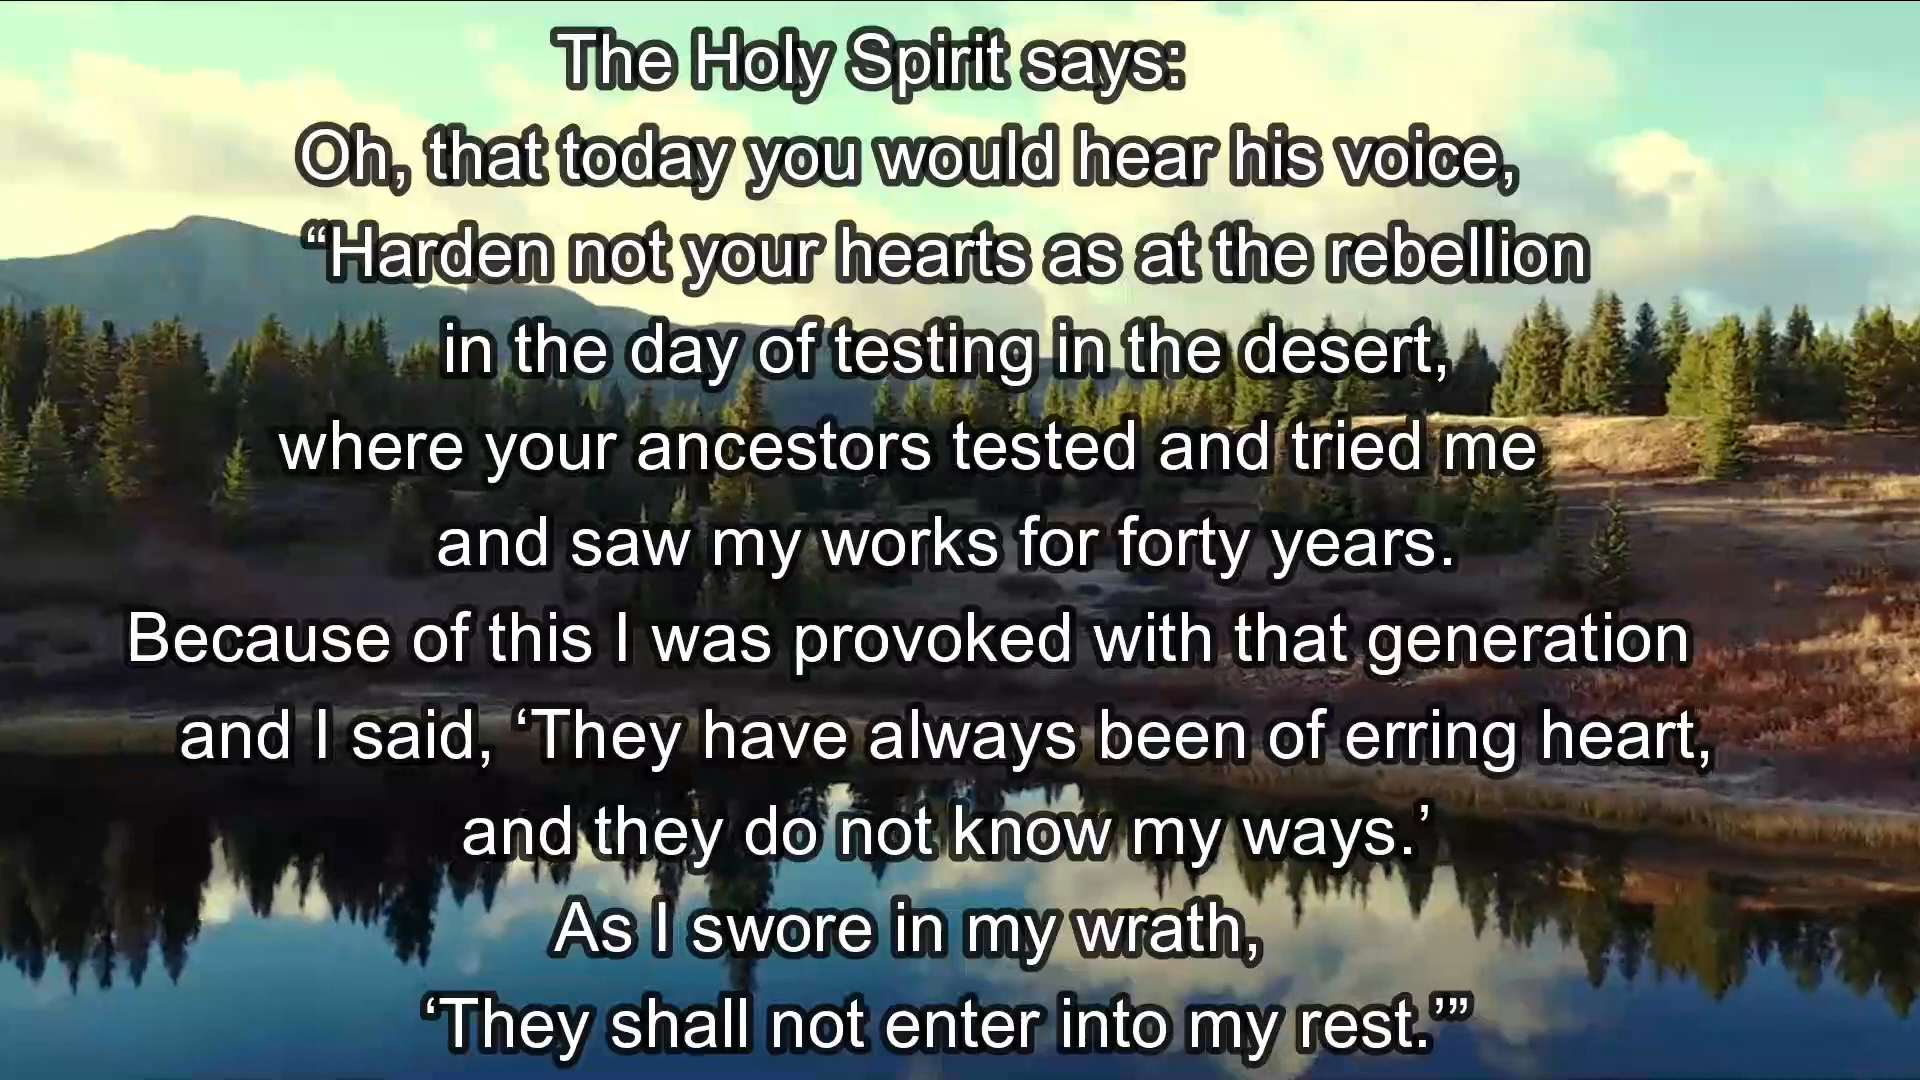 The Holy Spirit says:
Oh, that today you would hear his voice,
“Harden not your hearts as at the rebellion
in the day of testing in the desert,
where your ancestors tested and tried me
and saw my works for forty years.
Because of this I was provoked with that generation
and I said, ‘They have always been of erring heart,
and they do not know my ways.’
As I swore in my wrath,
‘They shall not enter into my rest.’”